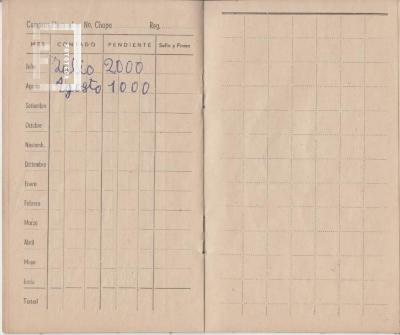 No. Chapa Reg.
MES CONTADO PENDIENTE Sello y Firma
Julio Julio 2000
Agosto Agosto 1000
Setiembre
Octubre
Noviemb.
Diciembre
Enero
Febrero
Marzo
Abril
Mayo
Junio
Total